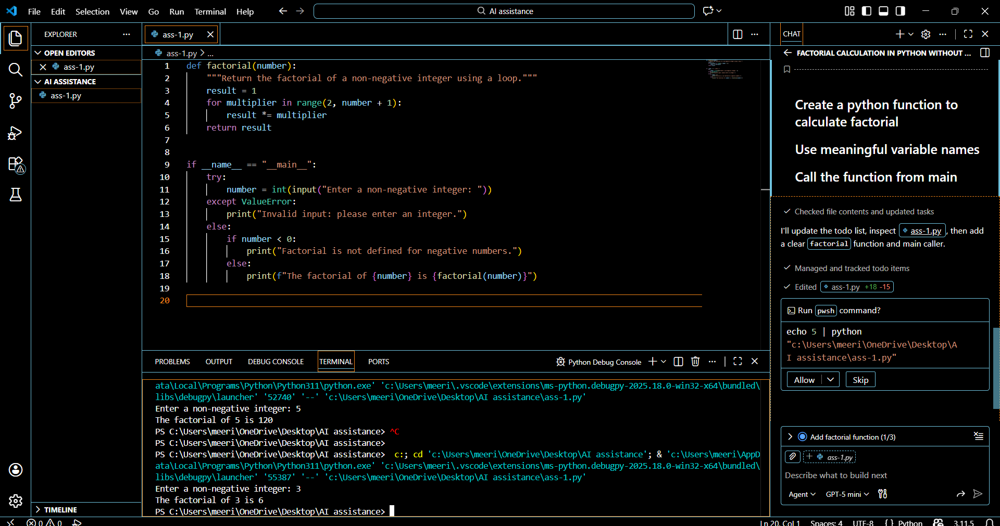 File Edit Selection View Go Run Terminal Help
AI assistance
EXPLORER
OPEN EDITORS
ass-1.py
AI ASSISTANCE
ass-1.py
TIMELINE
ass-1.py
ass-1.py > ...
1 def factorial(number):
2 """Return the factorial of a non-negative integer using a loop."""
3 result = 1
4 for multiplier in range(2, number + 1):
5 result *= multiplier
6 return result
7
8
9 if __name__ == "__main__":
10 try:
11 number = int(input("Enter a non-negative integer: "))
12 except ValueError:
13 print("Invalid input: please enter an integer.")
14 else:
15 if number < 0:
16 print("Factorial is not defined for negative numbers.")
17 else:
18 print(f"The factorial of {number} is {factorial(number)}")
19
20
PROBLEMS OUTPUT DEBUG CONSOLE TERMINAL PORTS
Python Debug Console
ata\Local\Programs\Python\Python311\python.exe' 'c:\Users\meeri\.vscode\extensions\ms-python.debugpy-2025.18.0-win32-x64\bundled\
libs\debugpy\launcher' '52740' '--' 'c:\Users\meeri\OneDrive\Desktop\AI assistance\ass-1.py'
Enter a non-negative integer: 5
The factorial of 5 is 120
PS C:\Users\meeri\OneDrive\Desktop\AI assistance> ^C
PS C:\Users\meeri\OneDrive\Desktop\AI assistance>
PS C:\Users\meeri\OneDrive\Desktop\AI assistance> c:; cd 'c:\Users\meeri\OneDrive\Desktop\AI assistance'; & 'c:\Users\meeri\AppD
ata\Local\Programs\Python\Python311\python.exe' 'c:\Users\meeri\.vscode\extensions\ms-python.debugpy-2025.18.0-win32-x64\bundled\
libs\debugpy\launcher' '55387' '--' 'c:\Users\meeri\OneDrive\Desktop\AI assistance\ass-1.py'
Enter a non-negative integer: 3
The factorial of 3 is 6
PS C:\Users\meeri\OneDrive\Desktop\AI assistance>
CHAT
FACTORIAL CALCULATION IN PYTHON WITHOUT ...
Create a python function to
calculate factorial
Use meaningful variable names
Call the function from main
Checked file contents and updated tasks
I'll update the todo list, inspect ass-1.py, then add
a clear factorial function and main caller.
Managed and tracked todo items
Edited ass-1.py +18 -15
Run pwsh command?
echo 5 | python
"c:\Users\meeri\OneDrive\Desktop\A
I assistance\ass-1.py"
Allow Skip
Add factorial function (1/3)
ass-1.py
Describe what to build next
Agent GPT-5 mini
0 0
Ln 20, Col 1 Spaces: 4 UTF-8 {} Python 3.11.5